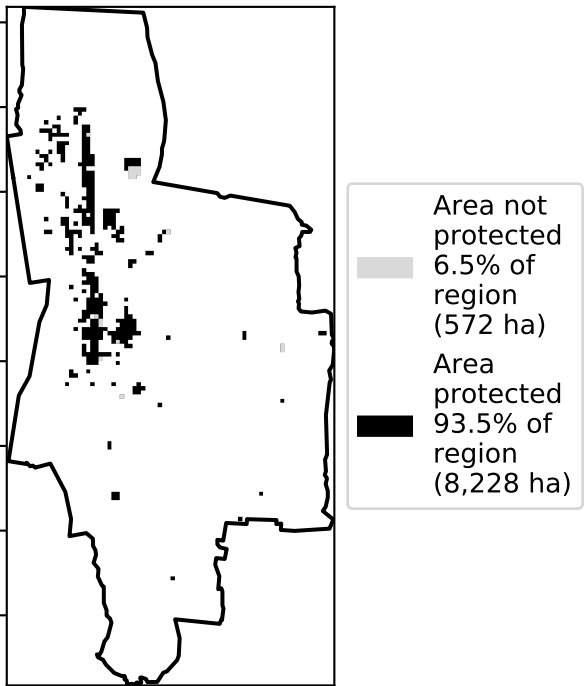 Area not
protected
6.5% of
region
(572 ha)
Area
protected
93.5% of
region
(8,228 ha)